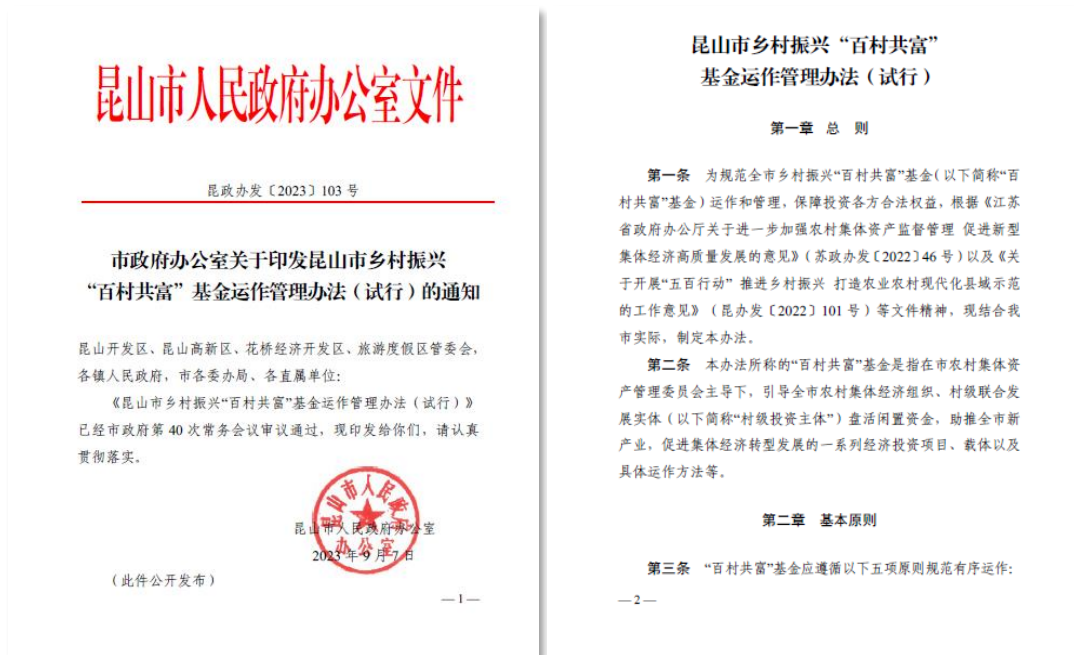 昆山市人民政府办公室文件
昆政办发〔2023〕103 号
市政府办公室关于印发昆山市乡村振兴
“百村共富”基金运作管理办法（试行）的通知
昆山开发区、昆山高新区、花桥经济开发区、旅游度假区管委会，
各镇人民政府，市各委办局、各直属单位：
《昆山市乡村振兴“百村共富”基金运作管理办法（试行）》
已经市政府第 40 次常务会议审议通过，现印发给你们，请认真
贯彻落实。
昆山市人民政府办公室
昆山市人民政府办公室
2023 年 9 月 7 日
（此件公开发布）
— 1 —
昆山市乡村振兴“百村共富”
基金运作管理办法（试行）
第一章 总 则
第一条 为规范全市乡村振兴“百村共富”基金（以下简称“百
村共富”基金）运作和管理，保障投资各方合法权益，根据《江苏
省政府办公厅关于进一步加强农村集体资产监督管理 促进新型
集体经济高质量发展的意见》（苏政办发〔2022〕46 号）以及《关
于开展“五百行动” 推进乡村振兴 打造农业农村现代化县域示范
的工作意见》（昆办发〔2022〕101 号）等文件精神，现结合我
市实际，制定本办法。
第二条 本办法所称的“百村共富”基金是指在市农村集体资
产管理委员会主导下，引导全市农村集体经济组织、村级联合发
展实体（以下简称“村级投资主体”）盘活闲置资金，助推全市新
产业，促进集体经济转型发展的一系列经济投资项目、载体以及
具体运作方法等。
第二章 基本原则
第三条 “百村共富”基金应遵循以下五项原则规范有序运作：
— 2 —